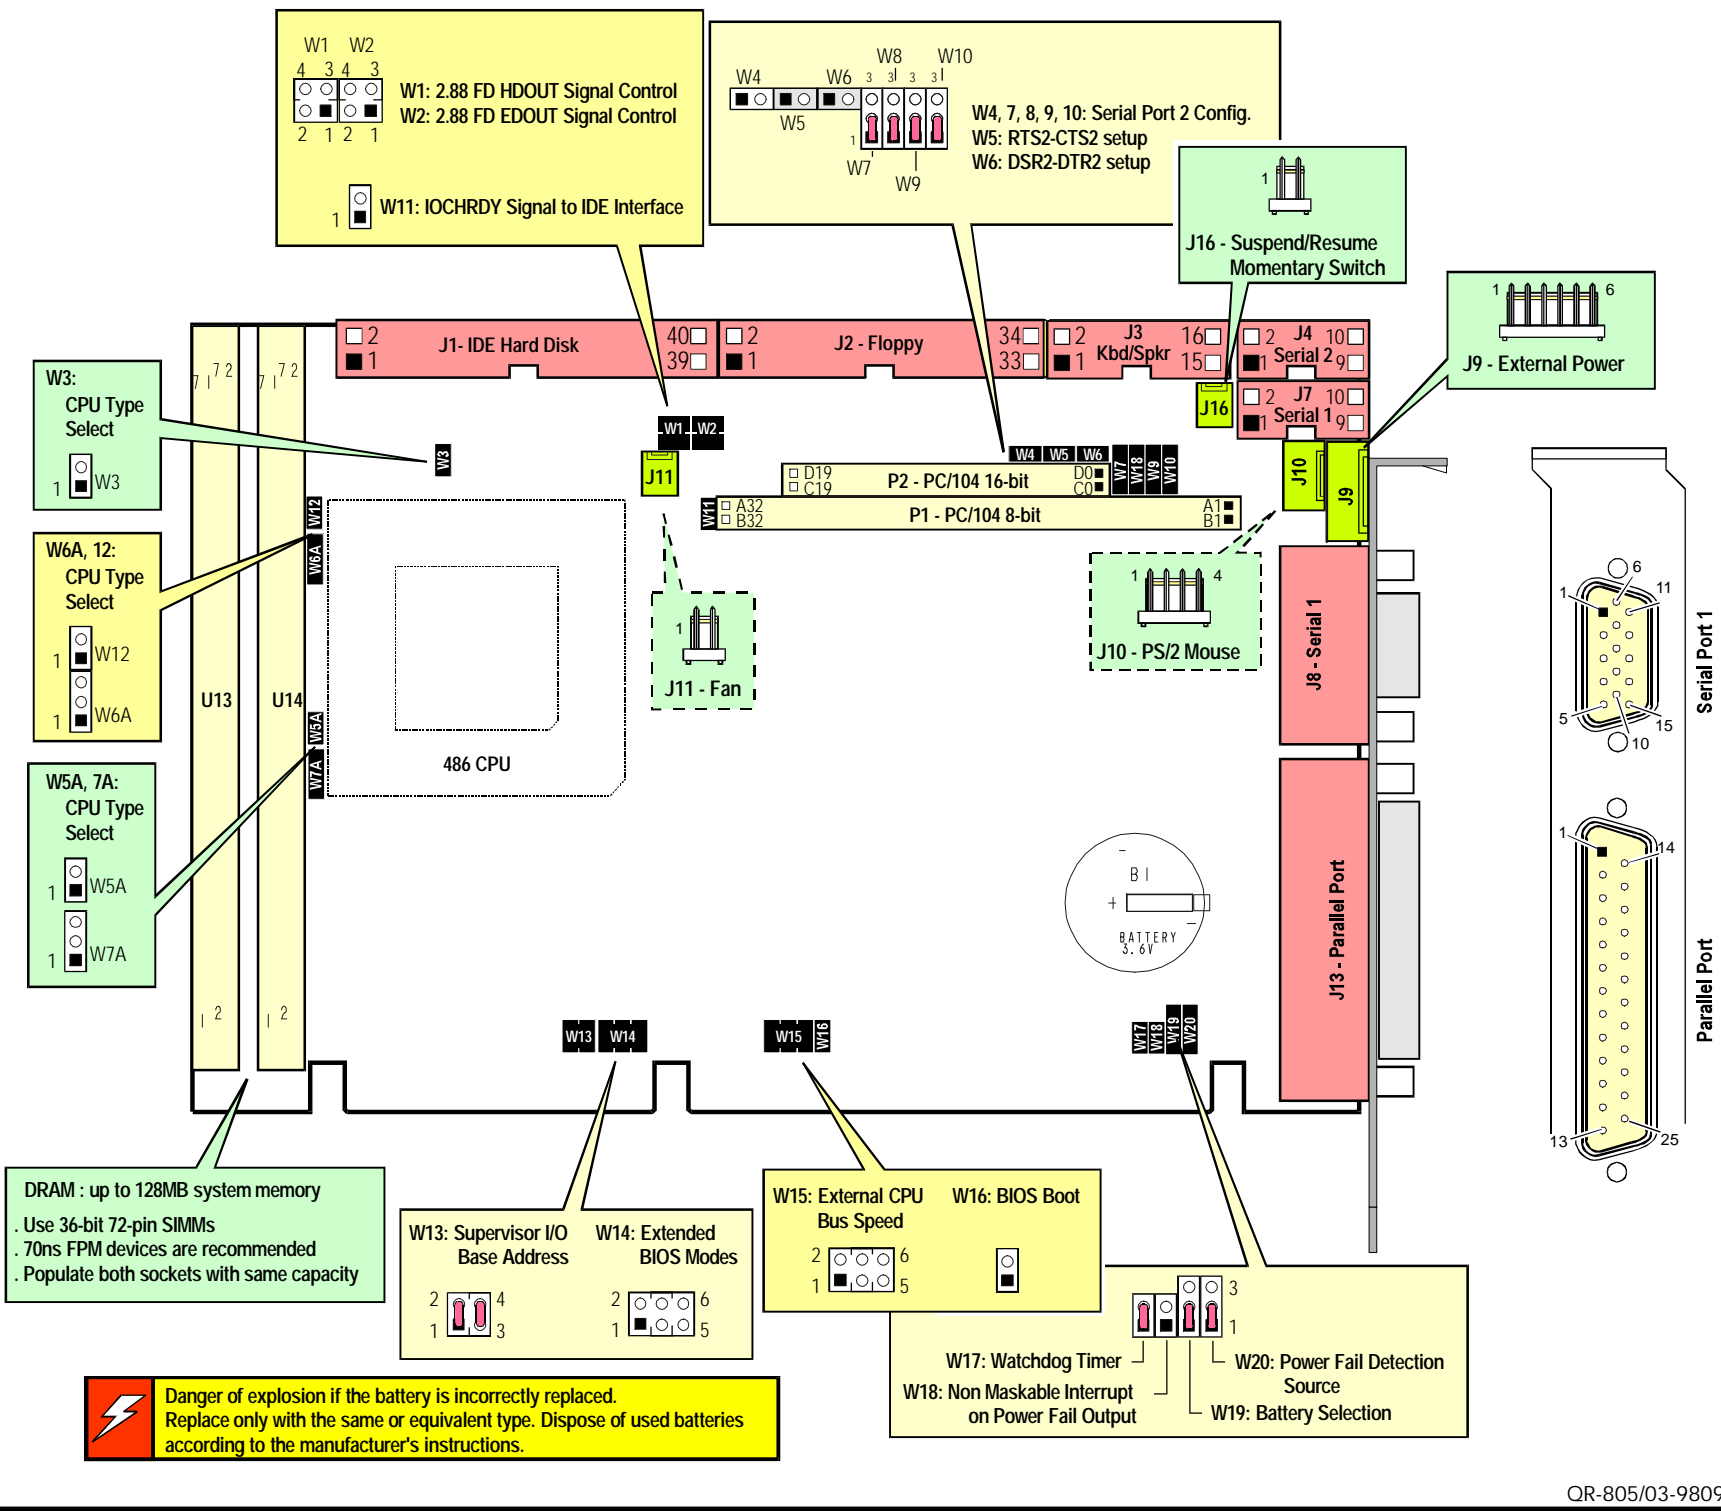 W1 W2
4 3 4 3
2 1 2 1
W1: 2.88 FD HDOUT Signal Control
W2: 2.88 FD EDOUT Signal Control
1
W11: IOCHRDY Signal to IDE Interface
W8 W10
W4 W6 3 3 3 3
W5
1
W7
W9
W4, 7, 8, 9, 10: Serial Port 2 Config.
W5: RTS2-CTS2 setup
W6: DSR2-DTR2 setup
1
J16 - Suspend/Resume
Momentary Switch
1 6
J9 - External Power
2 40
1 J1- IDE Hard Disk 39
2 34
1 J2 - Floppy 33
2 J3 16
1 Kbd/Spkr 15
2 J4 10
1 Serial 2 9
2 J7 10
1 Serial 1 9
J16
J10
J9
W3:
CPU Type
Select
1 W3
W6A, 12:
CPU Type
Select
1 W12
1 W6A
W5A, 7A:
CPU Type
Select
1 W5A
1 W7A
71 72
71 72
U13
U14
1 2
1 2
W3
W1 W2
J11
W12
W6A
W5A
W7A
486 CPU
W4 W5 W6
W7
W18
W9
W10
D19 D0
C19 P2 - PC/104 16-bit C0
W11
A32 A1
B32 P1 - PC/104 8-bit B1
1
J11 - Fan
1 4
J10 - PS/2 Mouse
J8 - Serial 1
J13 - Parallel Port
-
B1
+
-
BATTERY
3.6V
W13 W14
W15 W16
W17
W18
W19
W20
1 6 11
5 10 15
Serial Port 1
1 14
13 25
Parallel Port
DRAM : up to 128MB system memory
. Use 36-bit 72-pin SIMMs
. 70ns FPM devices are recommended
. Populate both sockets with same capacity
W13: Supervisor I/O
Base Address
2 4
1 3
W14: Extended
BIOS Modes
2 6
1 5
W15: External CPU
Bus Speed
2 6
1 5
W16: BIOS Boot
3
1
W17: Watchdog Timer
W18: Non Maskable Interrupt
on Power Fail Output
W20: Power Fail Detection
Source
W19: Battery Selection
Danger of explosion if the battery is incorrectly replaced.
Replace only with the same or equivalent type. Dispose of used batteries
according to the manufacturer's instructions.
QR-805/03-9809